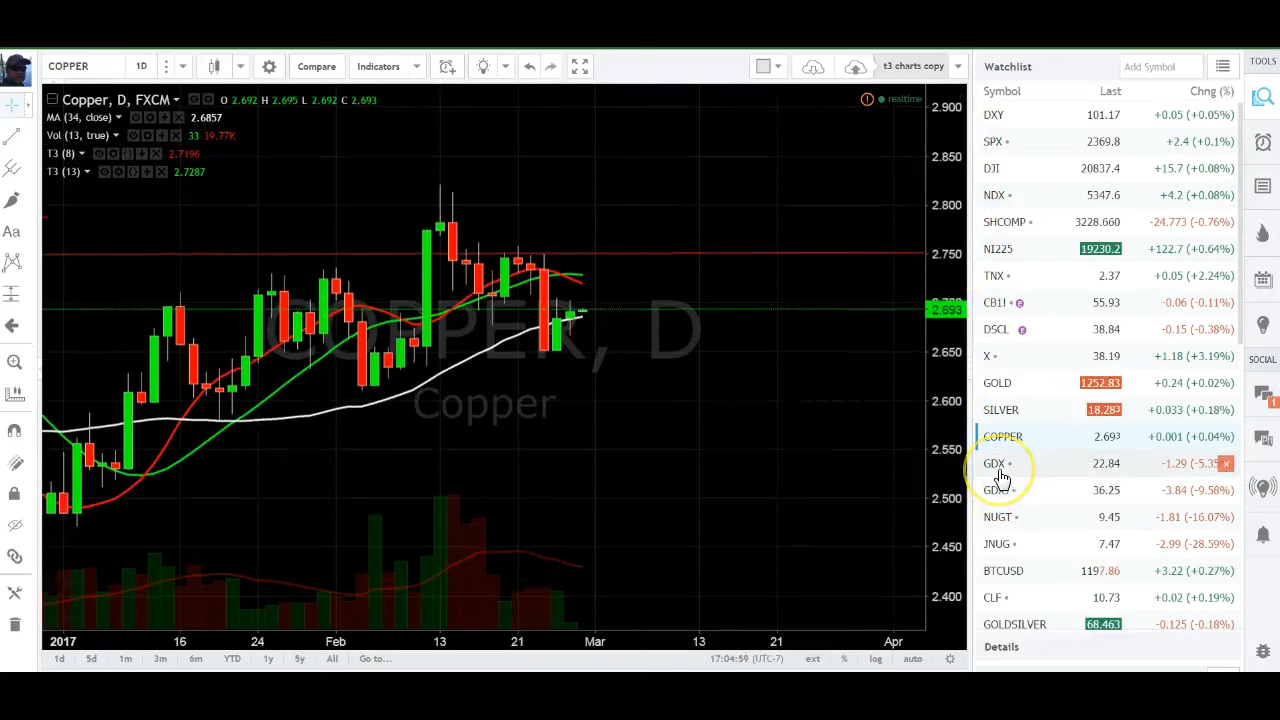 COPPER 1D Compare Indicators t3 charts copy
Watchlist Add Symbol TOOLS
Copper, D, FXCM O 2.692 H 2.695 L 2.692 C 2.693
MA (34, close) 2.6857
Vol (13, true) 33 39.77K
T3 (8) 2.7196
T3 (13) 2.7287
realtime
COPPER, D
Copper
2.900
2.850
2.800
2.750
2.693
2.650
2.600
2.550
2.500
2.450
2.400
2017 16 24 Feb 13 21 Mar 13 21 Apr
1d 5d 1m 3m 6m YTD 1y 5y All Go to... 17:04:59 (UTC-7) ext % log auto
Symbol Last Chng (%)
DXY 101.17 +0.05 (+0.05%)
SPX 2369.8 +2.4 (+0.1%)
DJI 20837.4 +15.7 (+0.08%)
NDX 5347.6 +4.2 (+0.08%)
SHCOMP 3228.660 -24.773 (-0.76%)
NI225 19230.2 +122.7 (+0.64%)
TNX 2.37 +0.05 (+2.24%)
CB1! E 55.93 -0.06 (-0.11%)
DSCL E 38.84 -0.15 (-0.38%)
X 38.19 +1.18 (+3.19%)
SOCIAL
GOLD 1252.83 +0.24 (+0.02%)
SILVER 18.283 +0.033 (+0.18%)
1
COPPER 2.693 +0.001 (+0.04%)
GDX 22.84 -1.29 (-5.35
36.25 -3.84 (-9.58%)
NUGT 9.45 -1.81 (-16.07%)
JNUG 7.47 -2.99 (-28.59%)
BTCUSD 1197.86 +3.22 (+0.27%)
CLF 10.73 +0.02 (+0.19%)
GOLDSILVER 68.463 -0.125 (-0.18%)
Details